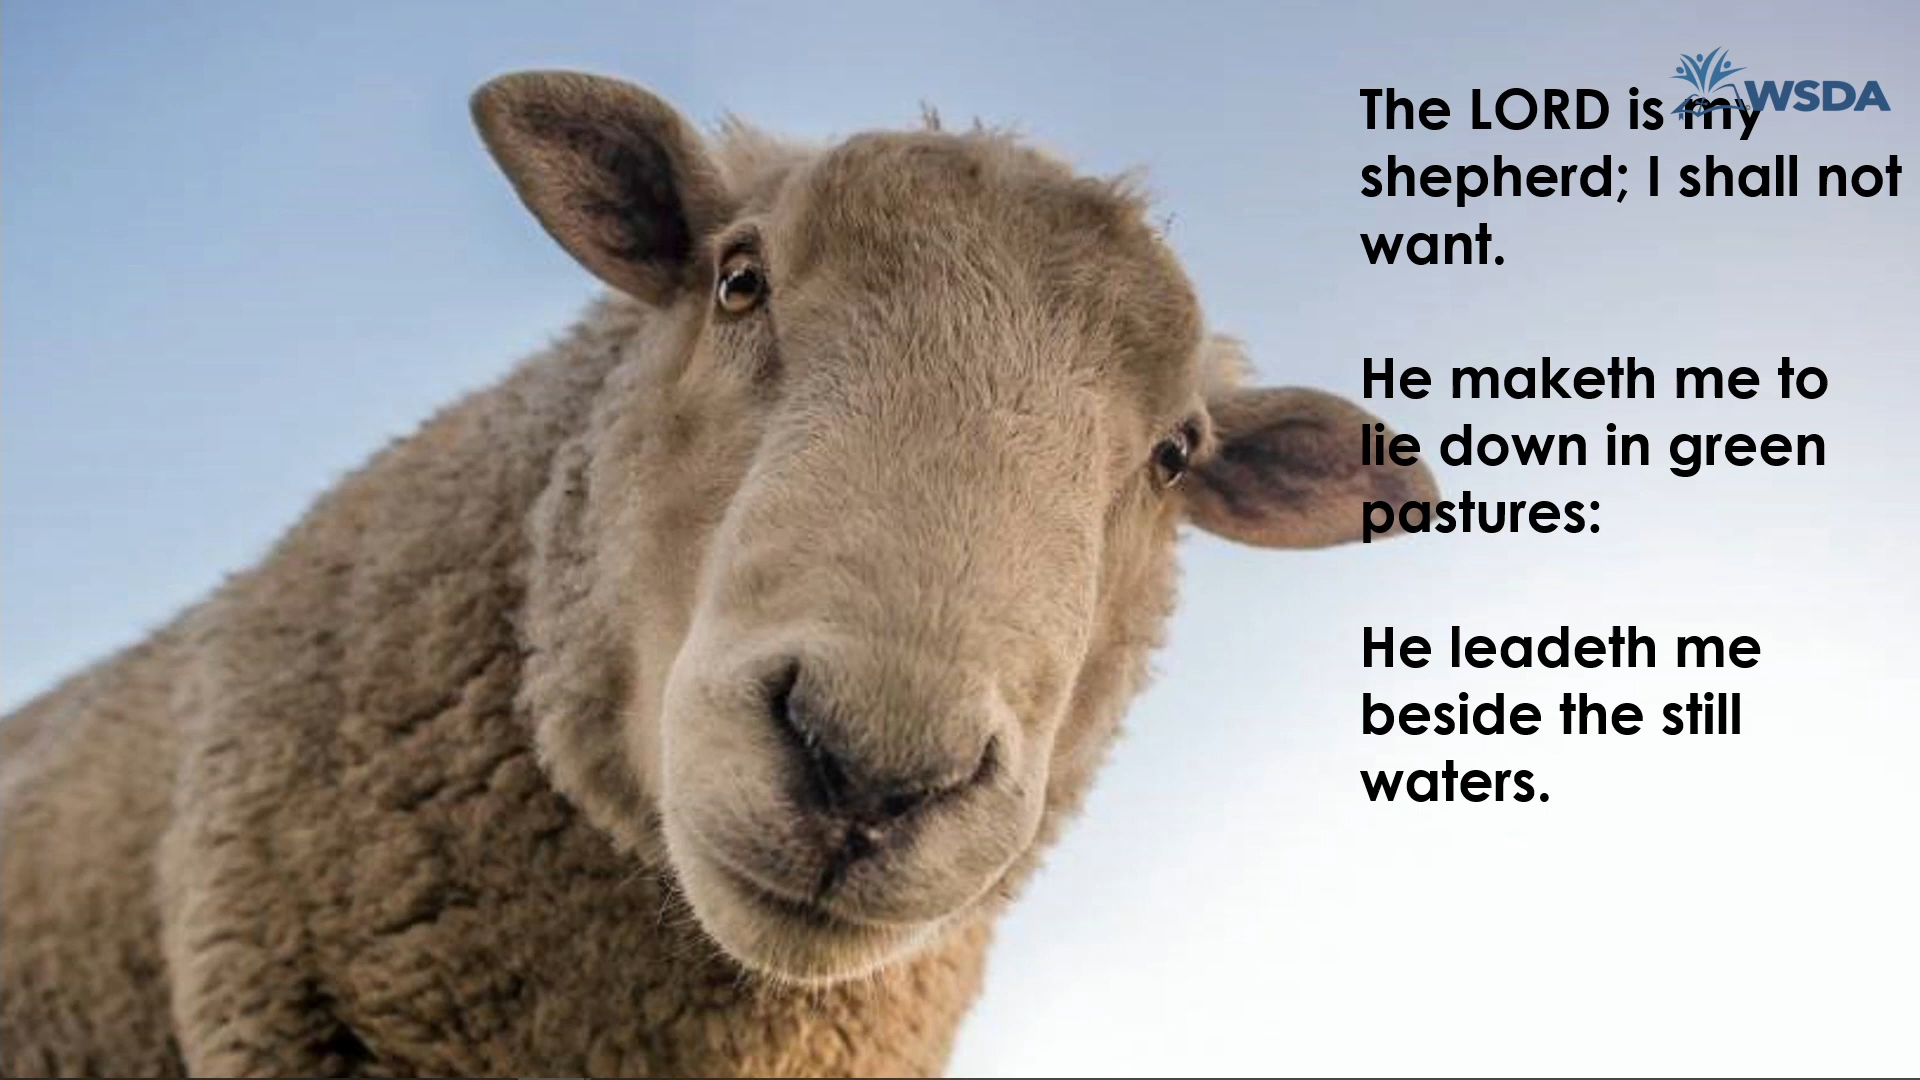 The LORD is my
WSDA
shepherd; I shall not
want.
He maketh me to
lie down in green
pastures:
He leadeth me
beside the still
waters.